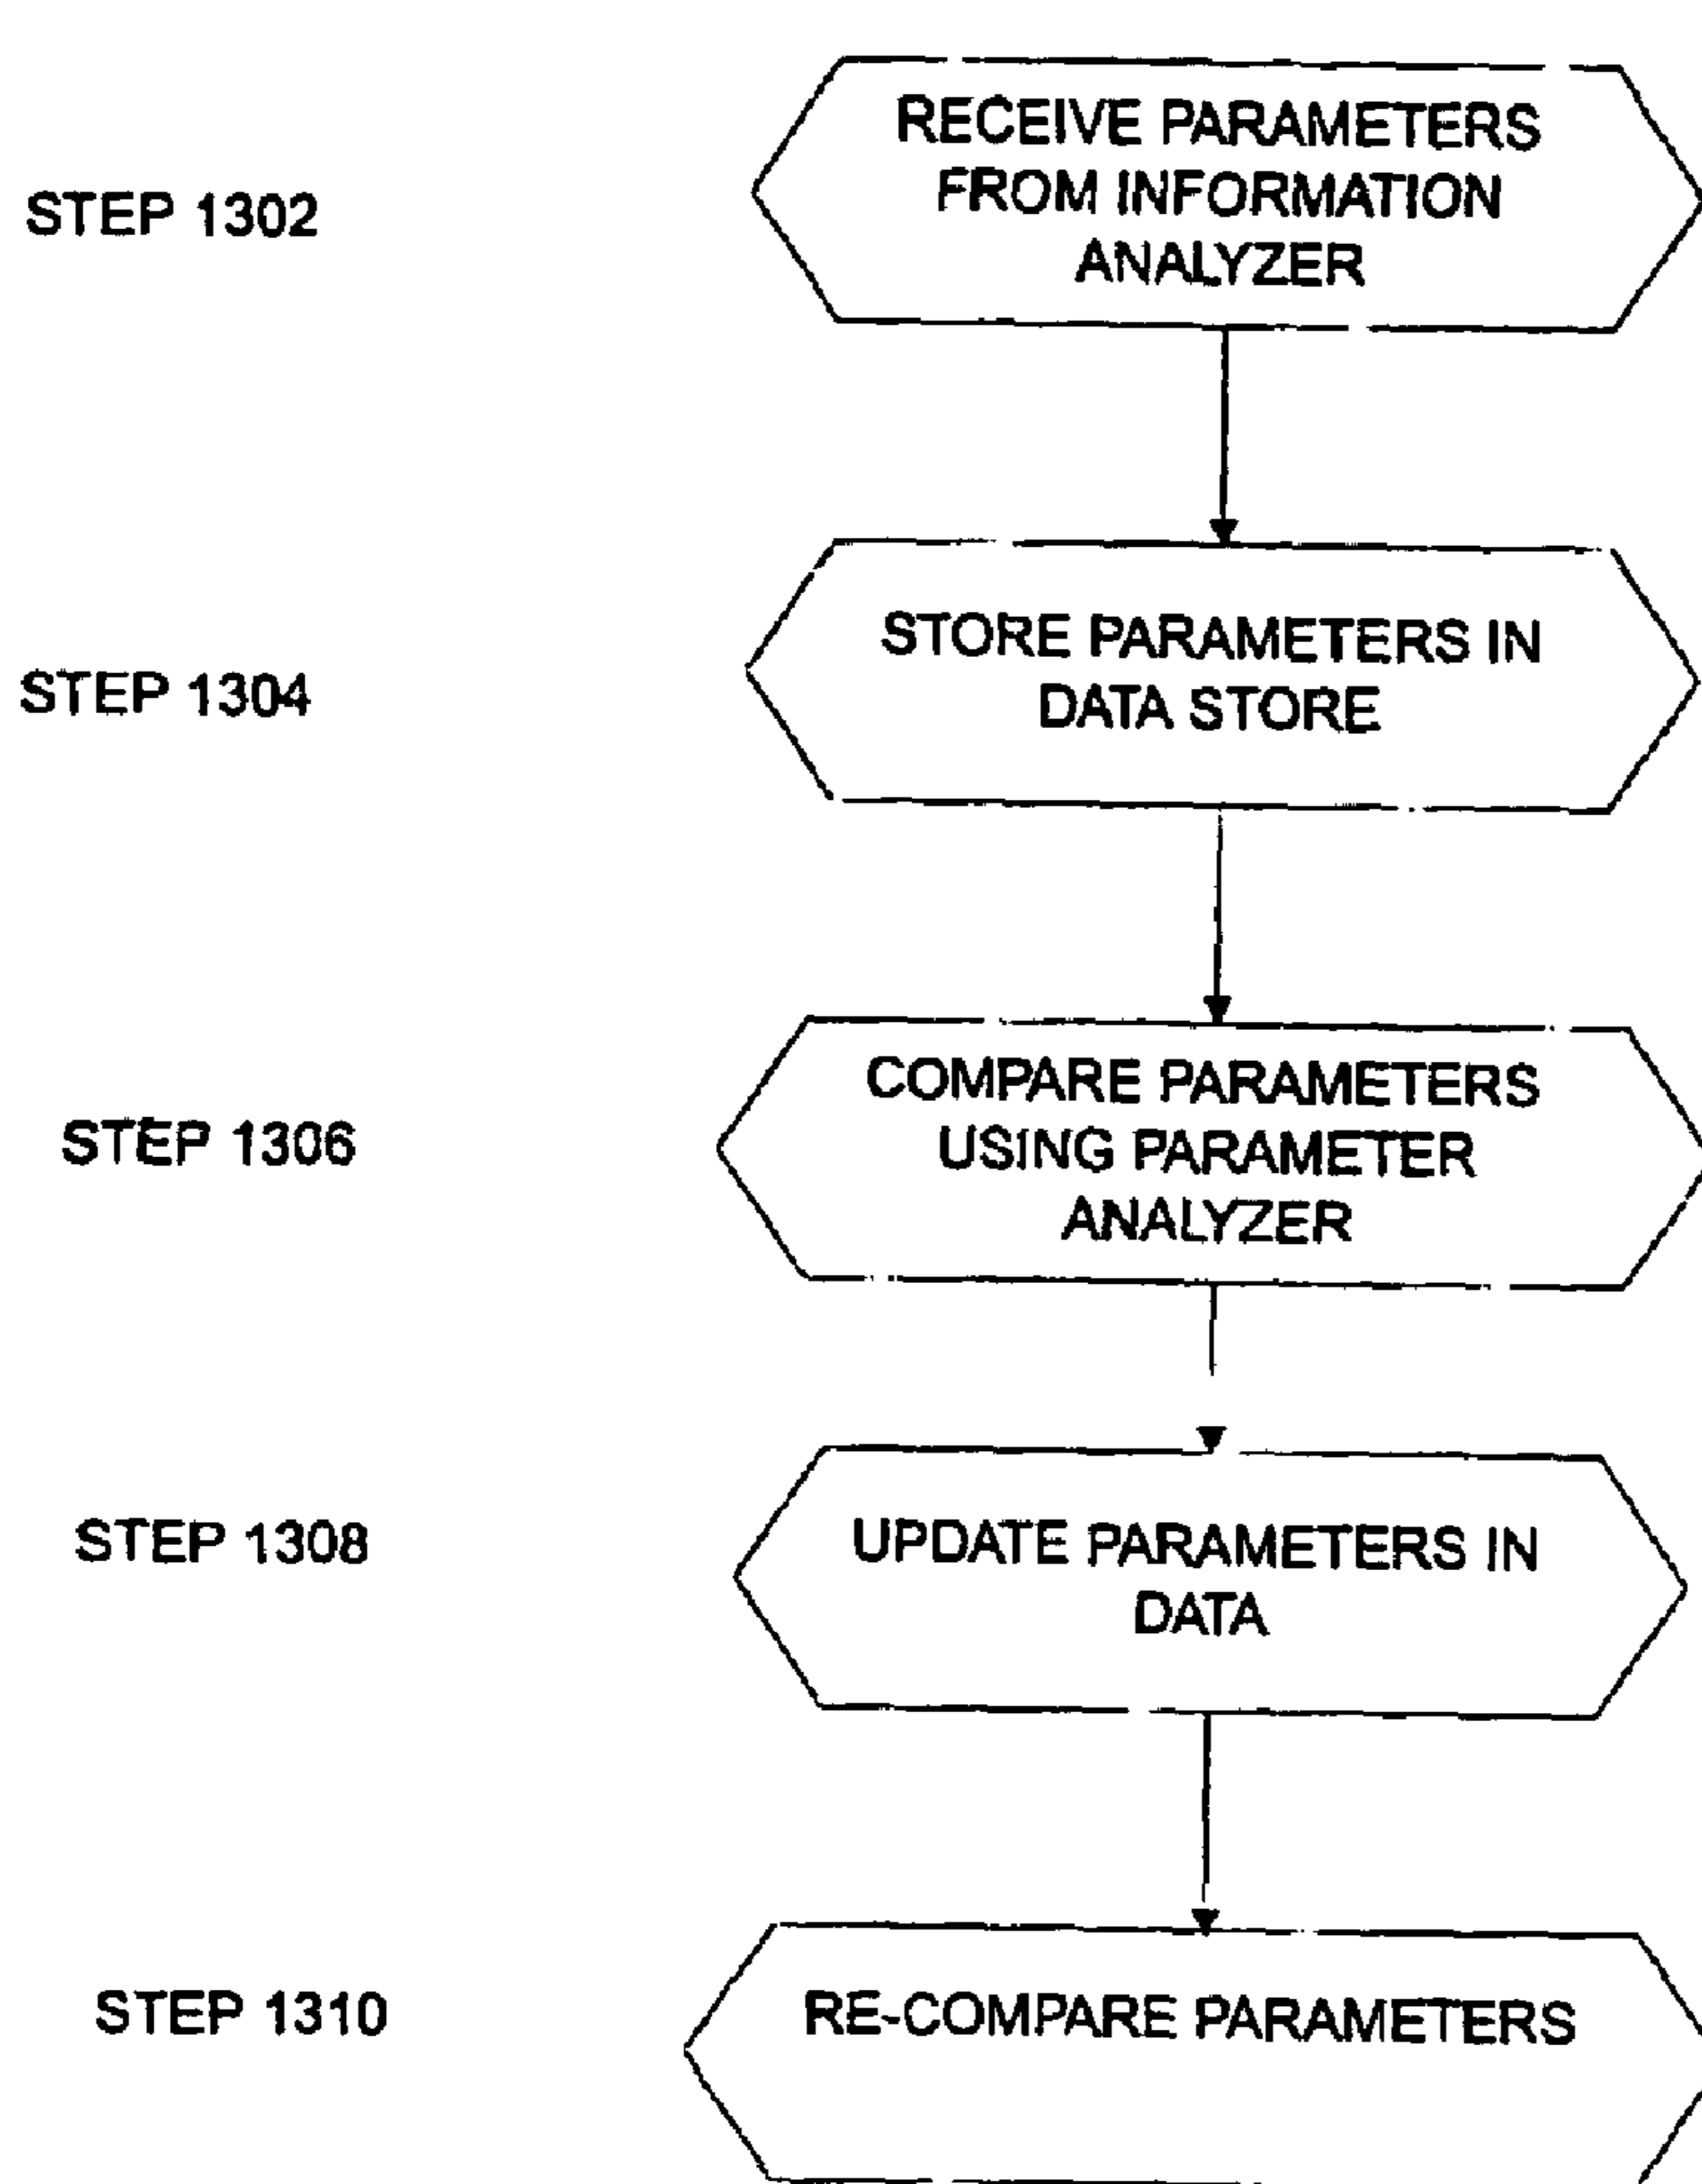 RECEIVE PARAMETERS
FROM INFORMATION
ANALYZER
STEP 1302
STORE PARAMETERS IN
DATA STORE
STEP 1304
COMPARE PARAMETERS
USING PARAMETER
ANALYZER
STEP 1306
UPDATE PARAMETERS IN
DATA
STEP 1308
RE-COMPARE PARAMETERS
STEP 1310